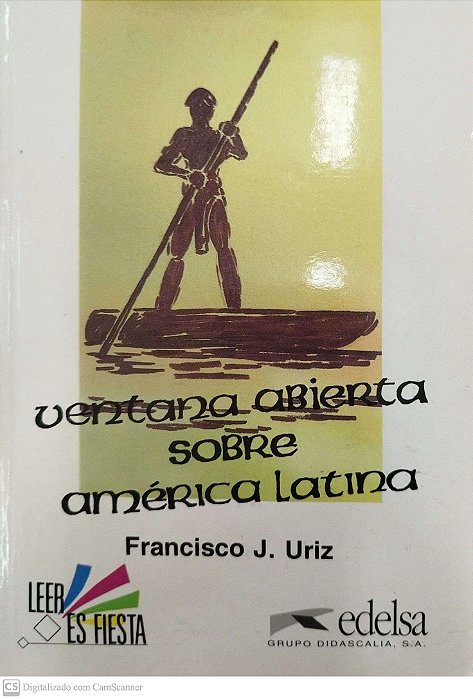 ventana abierta
sobre
américa latina
Francisco J. Uriz
LEER
ES FIESTA
edelsa
GRUPO DIDASCALIA, S.A.
CS Digitalizado com CamScanner